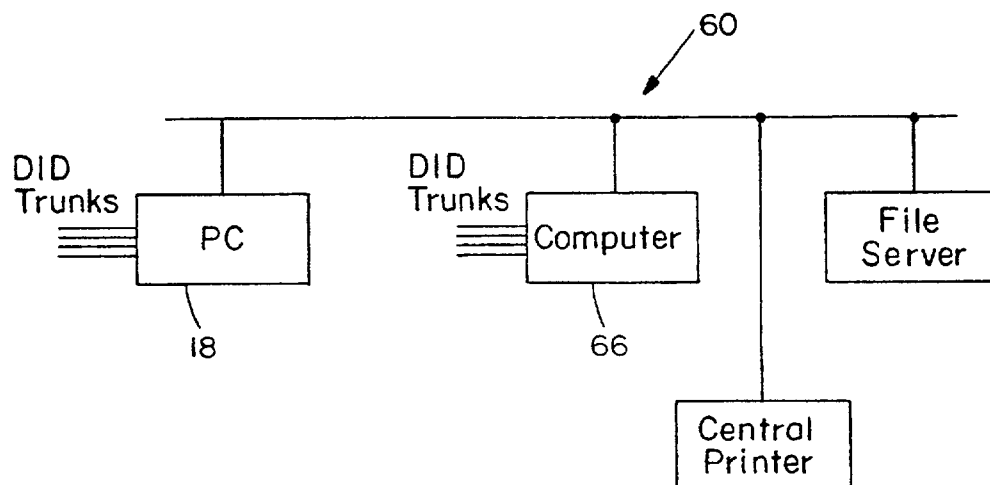 60
DID
Trunks
PC
18
DID
Trunks
Computer
66
File
Server
Central
Printer